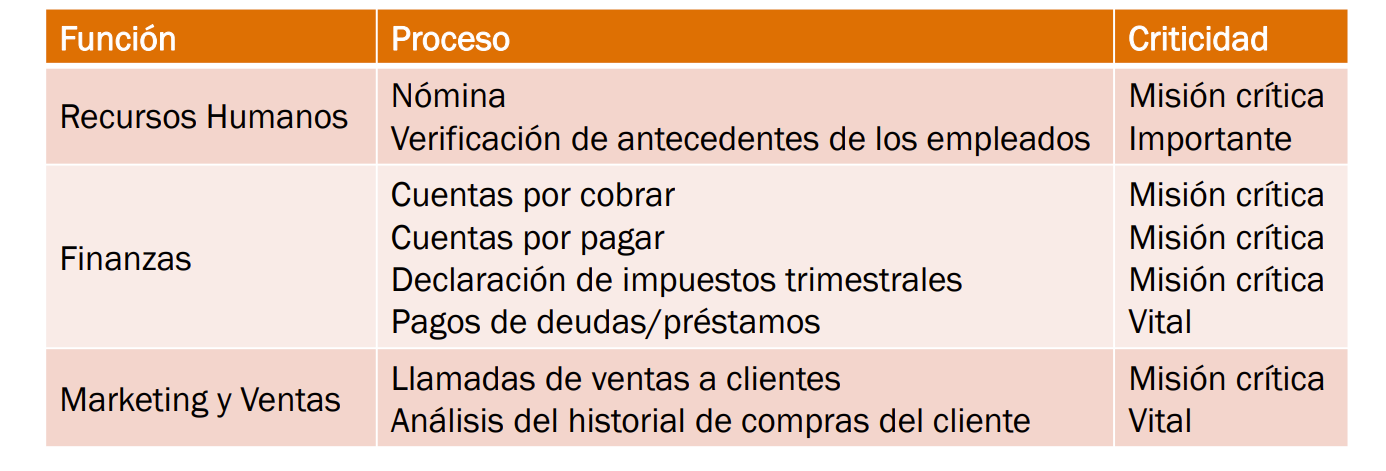 Función Proceso Criticidad
Recursos Humanos
Nómina Misión crítica
Verificación de antecedentes de los empleados Importante
Finanzas
Cuentas por cobrar Misión crítica
Cuentas por pagar Misión crítica
Declaración de impuestos trimestrales Misión crítica
Pagos de deudas/préstamos Vital
Marketing y Ventas
Llamadas de ventas a clientes Misión crítica
Análisis del historial de compras del cliente Vital